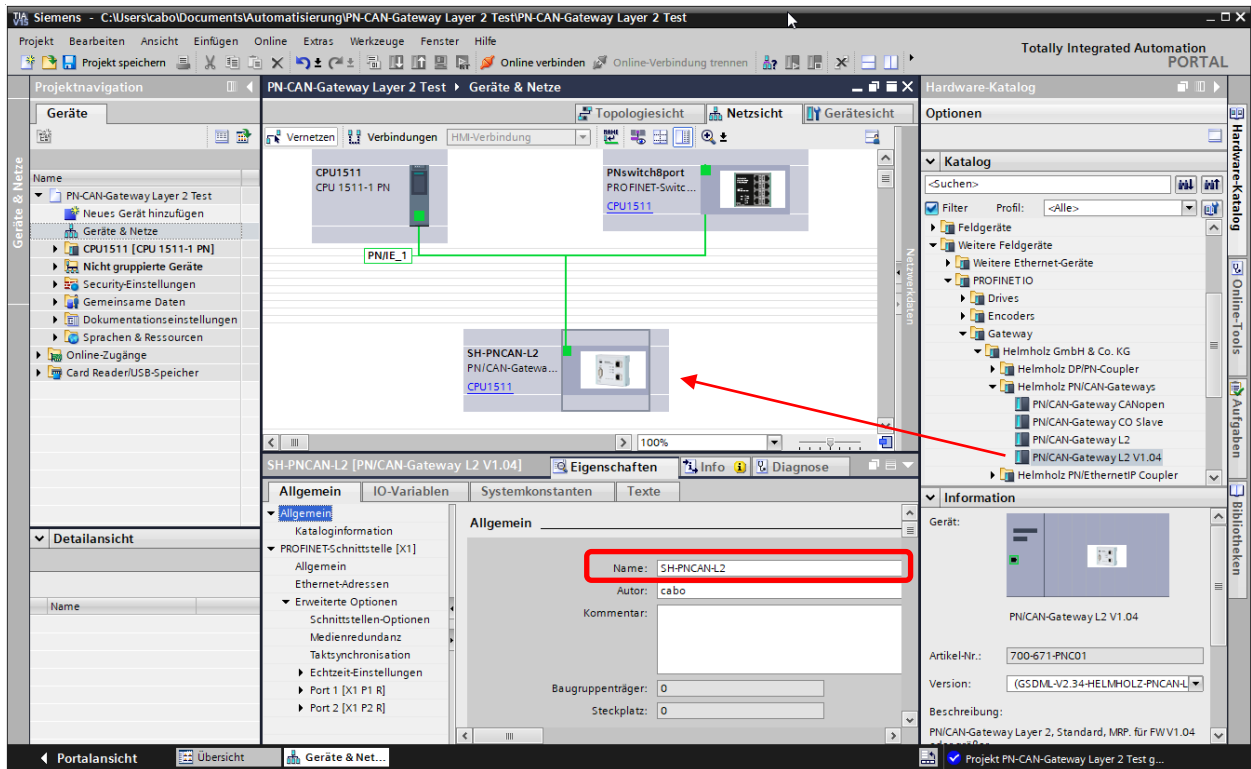 Siemens - C:\Users\cabo\Documents\Automatisierung\PN-CAN-Gateway Layer 2 Test\PN-CAN-Gateway Layer 2 Test
Projekt Bearbeiten Ansicht Einfügen Online Extras Werkzeuge Fenster Hilfe
Totally Integrated Automation
PORTAL
Projekt speichern
Online verbinden
Online-Verbindung trennen
Projektnavigation
Geräte
Geräte & Netze
Name
PN-CAN-Gateway Layer 2 Test
Neues Gerät hinzufügen
Geräte & Netze
CPU1511 [CPU 1511-1 PN]
Nicht gruppierte Geräte
Security-Einstellungen
Gemeinsame Daten
Dokumentationseinstellungen
Sprachen & Ressourcen
Online-Zugänge
Card Reader/USB-Speicher
Detailansicht
Name
PN-CAN-Gateway Layer 2 Test ▸ Geräte & Netze
Topologiesicht
Netzsicht
Gerätesicht
Vernetzen
Verbindungen
HMI-Verbindung
CPU1511
CPU 1511-1 PN
PNswitch8port
PROFINET-Switc...
CPU1511
PN/IE_1
SH-PNCAN-L2
PN/CAN-Gatewa...
CPU1511
Netzwerkdaten
100%
SH-PNCAN-L2 [PN/CAN-Gateway L2 V1.04]
Eigenschaften
Info
Diagnose
Allgemein
IO-Variablen
Systemkonstanten
Texte
Allgemein
Kataloginformation
PROFINET-Schnittstelle [X1]
Allgemein
Ethernet-Adressen
Erweiterte Optionen
Schnittstellen-Optionen
Medienredundanz
Taktsynchronisation
Echtzeit-Einstellungen
Port 1 [X1 P1 R]
Port 2 [X1 P2 R]
Allgemein
Name: SH-PNCAN-L2
Autor: cabo
Kommentar:
Baugruppenträger: 0
Steckplatz: 0
Hardware-Katalog
Optionen
Katalog
<Suchen>
Filter Profil: <Alle>
Feldgeräte
Weitere Feldgeräte
Weitere Ethernet-Geräte
PROFINET IO
Drives
Encoders
Gateway
Helmholz GmbH & Co. KG
Helmholz DP/PN-Coupler
Helmholz PN/CAN-Gateways
PN/CAN-Gateway CANopen
PN/CAN-Gateway CO Slave
PN/CAN-Gateway L2
PN/CAN-Gateway L2 V1.04
Helmholz PN/EthernetIP Coupler
Information
Gerät:
PN/CAN-Gateway L2 V1.04
Artikel-Nr.: 700-671-PNC01
Version: (GSDML-V2.34-HELMHOLZ-PNCAN-L
Beschreibung:
PN/CAN-Gateway Layer 2, Standard, MRP. für FW V1.04
Hardware-Katalog
Online-Tools
Aufgaben
Bibliotheken
Portalansicht
Übersicht
Geräte & Net...
Projekt PN-CAN-Gateway Layer 2 Test g...